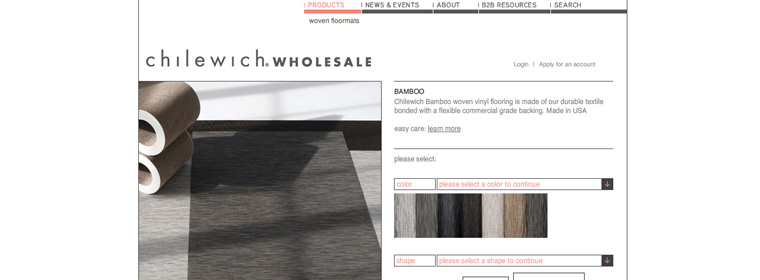 PRODUCTS | NEWS & EVENTS | ABOUT | B2B RESOURCES | SEARCH
woven floormats
chilewich® WHOLESALE
Login | Apply for an account
BAMBOO
Chilewich Bamboo woven vinyl flooring is made of our durable textile
bonded with a flexible commercial grade backing. Made in USA
easy care: learn more
please select:
color please select a color to continue
shape please select a shape to continue